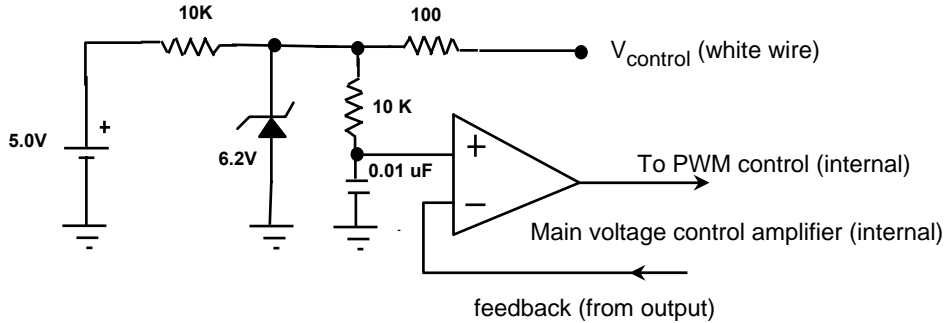 10K
100
V control (white wire)
10 K
5.0V
+
6.2V
0.01 uF
+
−
To PWM control (internal)
Main voltage control amplifier (internal)
feedback (from output)